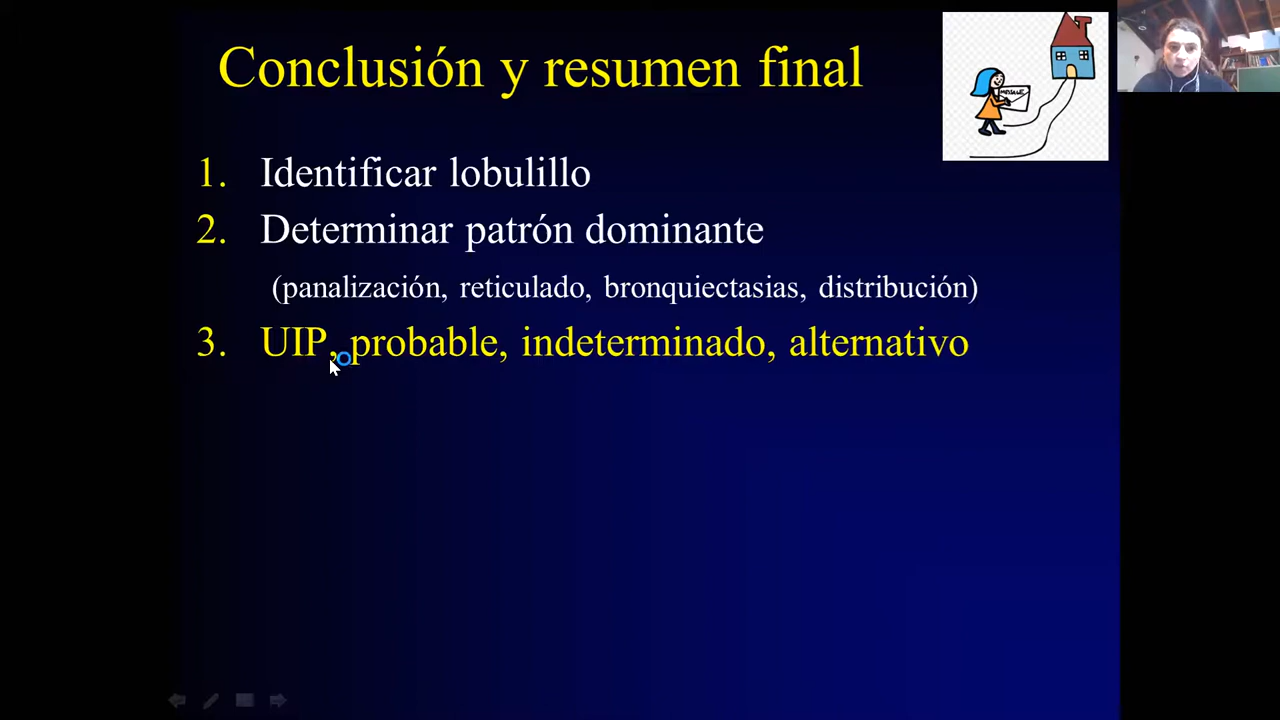 Conclusión y resumen final
MESSAGE
1. Identificar lobulillo
2. Determinar patrón dominante
(panalización, reticulado, bronquiectasias, distribución)
3. UIP, probable, indeterminado, alternativo